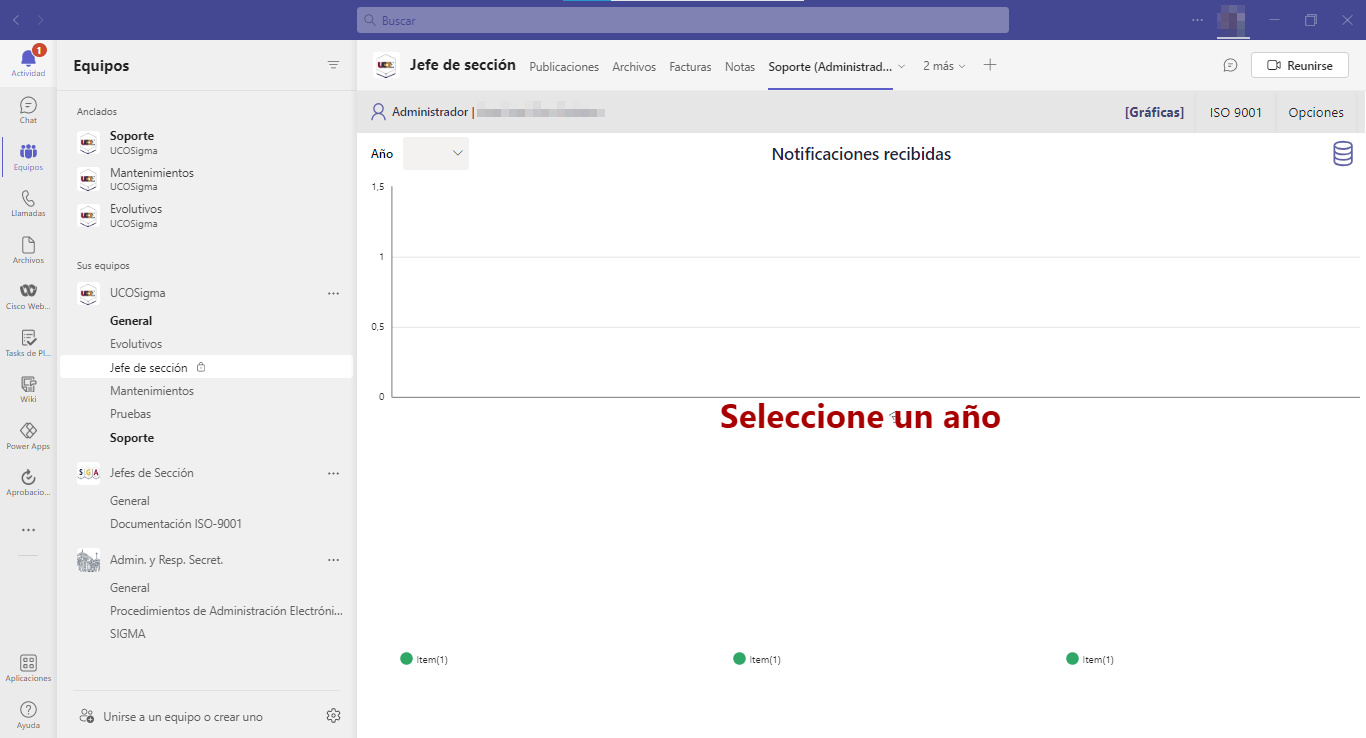 Buscar
1
Actividad
Chat
Equipos
Llamadas
Archivos
Cisco Web...
Tasks de Pl...
Wiki
Power Apps
Aprobacio...
Aplicaciones
Ayuda
Equipos
Anclados
Soporte
UCOSigma
Mantenimientos
UCOSigma
Evolutivos
UCOSigma
Sus equipos
UCOSigma
General
Evolutivos
Jefe de sección
Mantenimientos
Pruebas
Soporte
SGA Jefes de Sección
General
Documentación ISO-9001
Admin. y Resp. Secret.
General
Procedimientos de Administración Electróni...
SIGMA
Unirse a un equipo o crear uno
Jefe de sección Publicaciones Archivos Facturas Notas Soporte (Administrad... 2 más Reunirse
Administrador | [Gráficas] ISO 9001 Opciones
Año Notificaciones recibidas
1,5
1
0,5
0
Seleccione un año
Item(1) Item(1) Item(1)